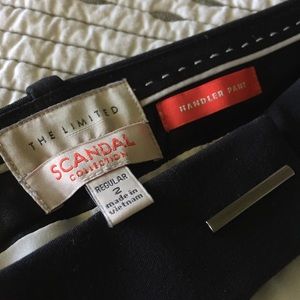 THE LIMITED
SCANDAL
COLLECTION
HANDLER PANT
REGULAR
2
made in
vietnam